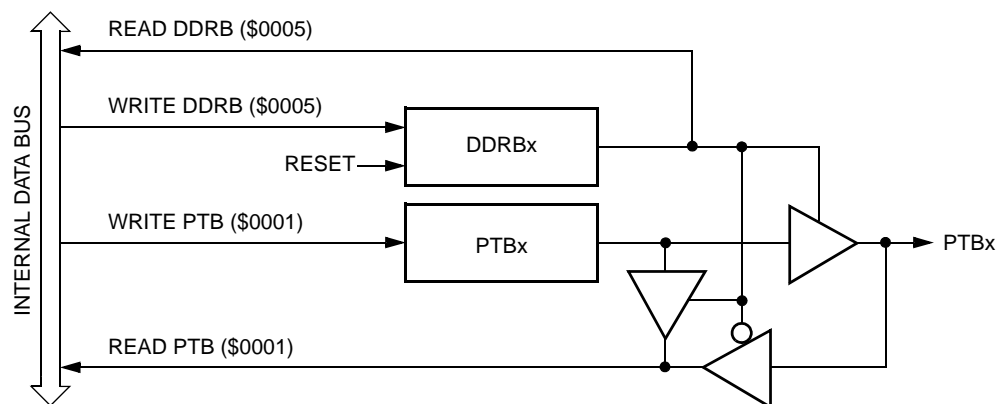 READ DDRB ($0005)
WRITE DDRB ($0005)
DDRBx
RESET
WRITE PTB ($0001)
PTBx
PTBx
READ PTB ($0001)
INTERNAL DATA BUS